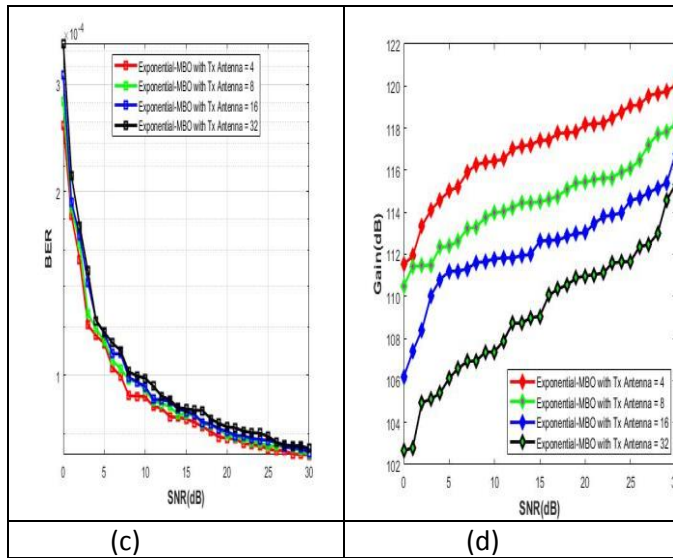 ×10^-4
3
2
1
BER
Exponential-MBO with Tx Antenna = 4
Exponential-MBO with Tx Antenna = 8
Exponential-MBO with Tx Antenna = 16
Exponential-MBO with Tx Antenna = 32
0 5 10 15 20 25 30
SNR(dB)
(c)
122
120
118
116
114
112
110
108
106
104
102
Gain(dB)
Exponential-MBO with Tx Antenna = 4
Exponential-MBO with Tx Antenna = 8
Exponential-MBO with Tx Antenna = 16
Exponential-MBO with Tx Antenna = 32
0 5 10 15 20 25 30
SNR(dB)
(d)